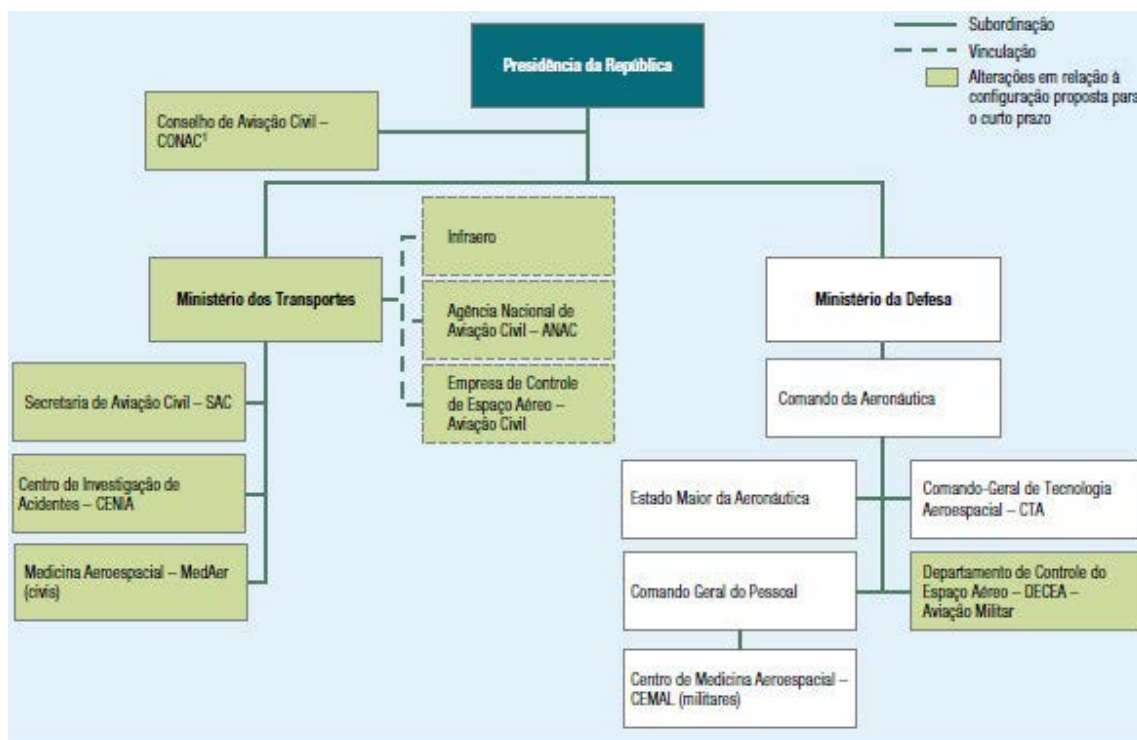 Presidência da República
Subordinação
Vinculação
Alterações em relação à
configuração proposta para
o curto prazo
Conselho de Aviação Civil –
CONAC¹
Infraero
Ministério dos Transportes
Agência Nacional de
Aviação Civil – ANAC
Empresa de Controle
de Espaço Aéreo –
Aviação Civil
Ministério da Defesa
Comando da Aeronáutica
Secretaria de Aviação Civil – SAC
Centro de Investigação de
Acidentes – CENIA
Medicina Aeroespacial – MedAer
(civis)
Estado Maior da Aeronáutica
Comando-Geral de Tecnologia
Aeroespacial – CTA
Comando Geral do Pessoal
Departamento de Controle do
Espaço Aéreo – DECEA –
Aviação Militar
Centro de Medicina Aeroespacial –
CEMAL (militares)